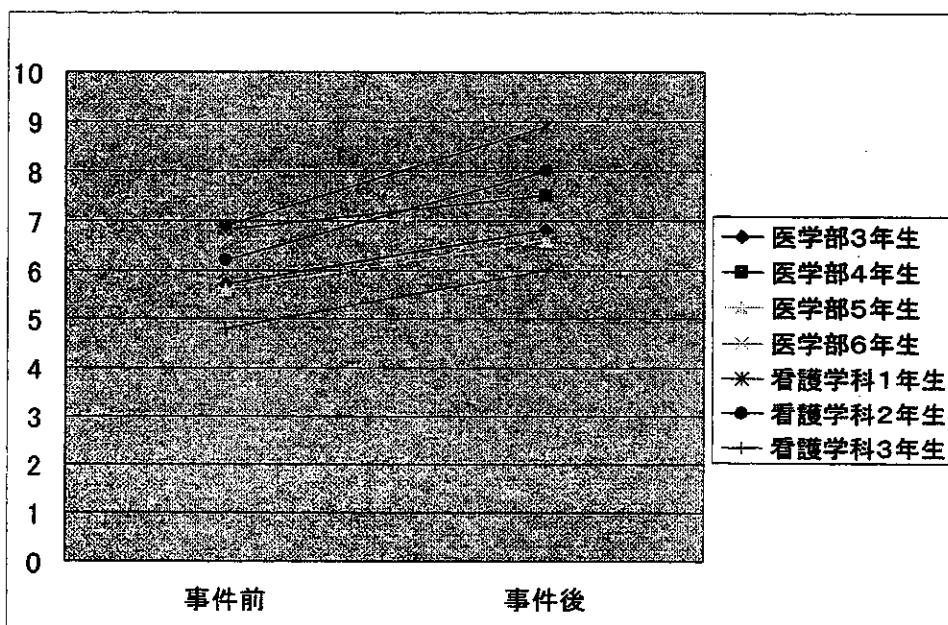 10
9
8
7
6
5
4
3
2
1
0
事件前 事件後
医学部3年生
医学部4年生
医学部5年生
医学部6年生
看護学科1年生
看護学科2年生
看護学科3年生